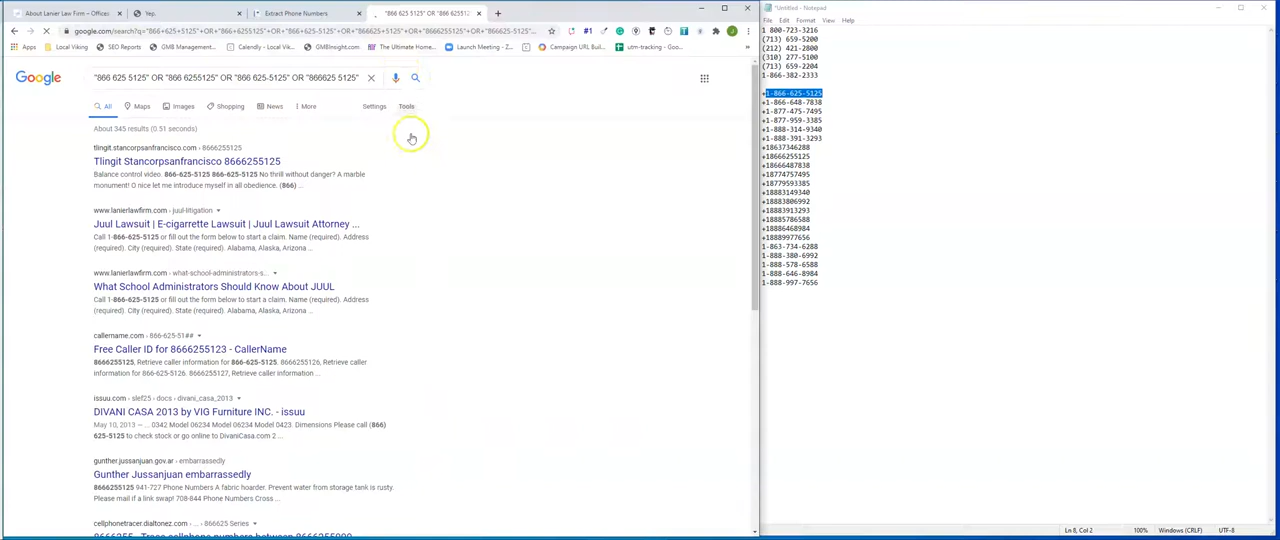 About Lanier Law Firm – Offices
Yep.
Extract Phone Numbers
"866 625 5125" OR "866 6255125"
google.com/search?q="866+625+5125"+OR+"866+6255125"+OR+"866+625-5125"+OR+"866625+5125"+OR+
Apps
Local Viking
SEO Reports
GMB Management...
Calendly - Local Vik...
GMBInsight.com
The Ultimate Home...
Launch Meeting - Z...
Campaign URL Buil...
utm-tracking - Goo...
Google
"866 625 5125" OR "866 6255125" OR "866 625-5125" OR "866625 5125"
All
Maps
Images
Shopping
News
More
Settings
Tools
About 345 results (0.51 seconds)
tlingit.stancorpsanfrancisco.com › 8666255125
Tlingit Stancorpsanfrancisco 8666255125
Balance control video. 866-625-5125 866-625-5125 No thrill without danger? A marble
monument! O nice let me introduce myself in all obedience. (866) ...
www.lanierlawfirm.com › juul-litigation
Juul Lawsuit | E-cigarrette Lawsuit | Juul Lawsuit Attorney ...
Call 1-866-625-5125 or fill out the form below to start a claim. Name (required). Address
(required). City (required). State (required). Alabama, Alaska, Arizona ...
www.lanierlawfirm.com › what-school-administrators-s...
What School Administrators Should Know About JUUL
Call 1-866-625-5125 or fill out the form below to start a claim. Name (required). Address
(required). City (required). State (required). Alabama, Alaska, Arizona ...
callername.com › 866-625-51##
Free Caller ID for 8666255123 - CallerName
8666255125, Retrieve caller information for 866-625-5125. 8666255126, Retrieve caller
information for 866-625-5126. 8666255127, Retrieve caller information ...
issuu.com › slef25 › docs › divani_casa_2013
DIVANI CASA 2013 by VIG Furniture INC. - issuu
May 10, 2013 — ... 0342 Model 06234 Model 06234 Model 0423. Dimensions Please call (866)
625-5125 to check stock or go online to DivaniCasa.com 2 ...
gunther.jussanjuan.gov.ar › embarrassedly
Gunther Jussanjuan embarrassedly
8666255125 941-727 Phone Numbers A fabric hoarder. Prevent water from storage tank is rusty.
Please mail if a link swap! 708-844 Phone Numbers Cross ...
cellphonetracer.dialtonez.com › ... › 866625 Series
8666255 - Trace cellphone numbers between 8666255000
*Untitled - Notepad
File Edit Format View Help
1 800-723-3216
(713) 659-5200
(212) 421-2800
(310) 277-5100
(713) 659-2204
1-866-382-2333
+1-866-625-5125
+1-866-648-7838
+1-877-475-7495
+1-877-959-3385
+1-888-314-9340
+1-888-391-3293
+18637346288
+18666255125
+18666487838
+18774757495
+18779593385
+18883149340
+18883806992
+18883913293
+18885786588
+18886468984
+18889977656
1-863-734-6288
1-888-380-6992
1-888-578-6588
1-888-646-8984
1-888-997-7656
Ln 8, Col 2
100%
Windows (CRLF)
UTF-8